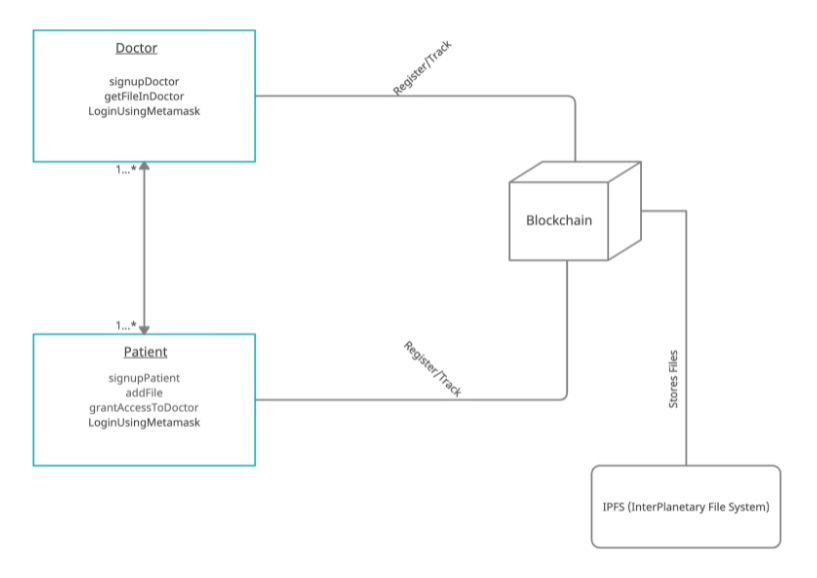 Doctor
signupDoctor
getFileInDoctor
LoginUsingMetamask
Register/Track
1...*
Blockchain
1...*
Patient
signupPatient
addFile
grantAccessToDoctor
LoginUsingMetamask
Register/Track
Stores Files
IPFS (InterPlanetary File System)